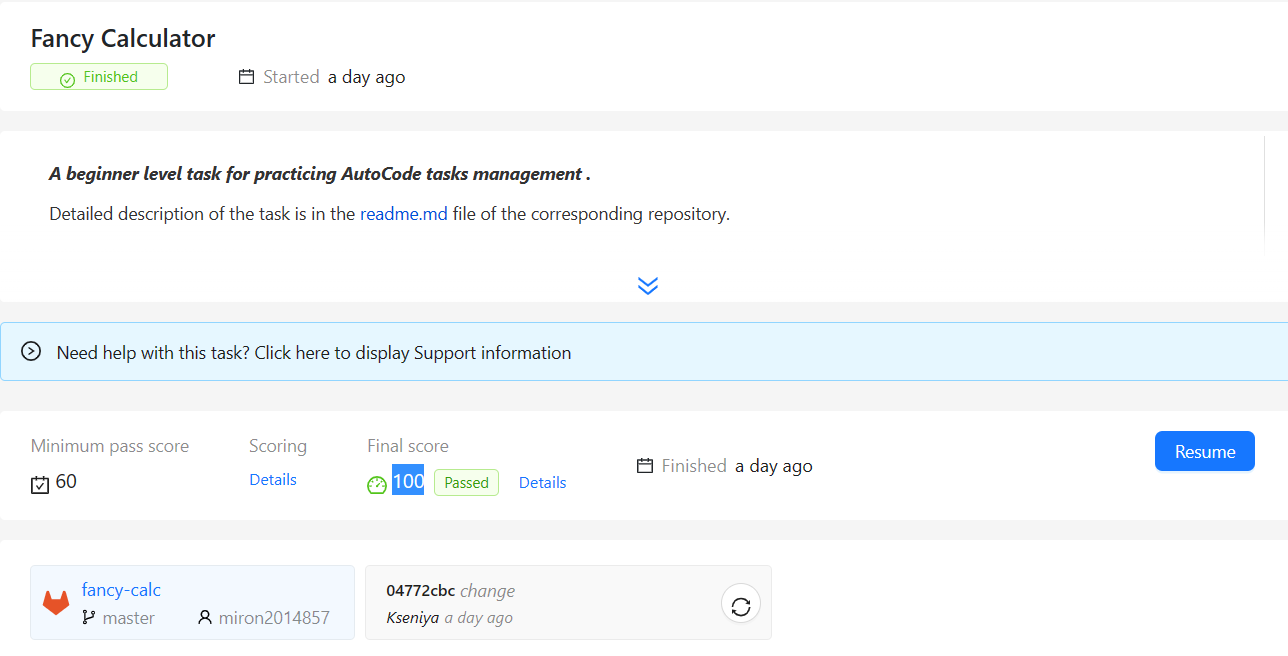 Fancy Calculator
Finished Started a day ago
A beginner level task for practicing AutoCode tasks management .
Detailed description of the task is in the readme.md file of the corresponding repository.
Need help with this task? Click here to display Support information
Minimum pass score Scoring Final score
60 Details 100 Passed Details Finished a day ago Resume
fancy-calc 04772cbc change
master miron2014857 Kseniya a day ago